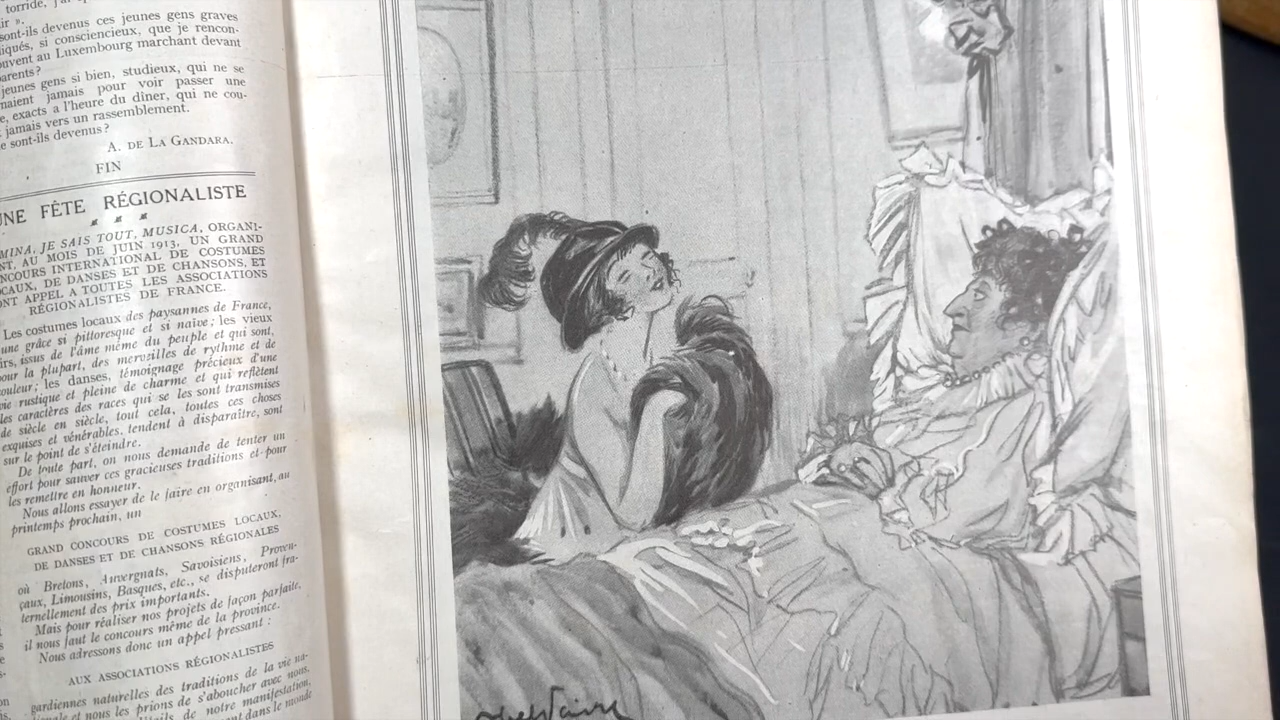 torride, j'ai
ir ».
sont-ils devenus ces jeunes gens graves
iqués, si consciencieux, que je rencon-
ouvent au Luxembourg marchant devant
parents?
jeunes gens si bien, studieux, qui ne se
naient jamais pour voir passer une
e, exacts a l'heure du dîner, qui ne cou-
jamais vers un rassemblement.
e sont-ils devenus?
A. DE LA GANDARA.
FIN
UNE FÊTE RÉGIONALISTE
MINA, JE SAIS TOUT, MUSICA, ORGANI-
NT, AU MOIS DE JUIN 1913, UN GRAND
NCOURS INTERNATIONAL DE COSTUMES
OCAUX, DE DANSES ET DE CHANSONS, ET
ONT APPEL A TOUTES LES ASSOCIATIONS
RÉGIONALISTES DE FRANCE.
Les costumes locaux des paysannes de France,
une grâce si pittoresque et si naïve; les vieux
irs, issus de l'âme même du peuple et qui sont,
pour la plupart, des merveilles de rythme et de
couleur; les danses, témoignage précieux d'une
vie rustique et pleine de charme et qui reflètent
les caractères des races qui se les sont transmises
de siècle en siècle, tout cela, toutes ces choses
exquises et vénérables, tendent à disparaître, sont
sur le point de s'éteindre.
De toute part, on nous demande de tenter un
effort pour sauver ces gracieuses traditions et pour
les remettre en honneur.
Nous allons essayer de le faire en organisant, au
printemps prochain, un
GRAND CONCOURS DE COSTUMES LOCAUX,
DE DANSES ET DE CHANSONS RÉGIONALES
où Bretons, Auvergnats, Savoisiens, Proven-
çaux, Limousins, Basques, etc., se disputeront fra-
ternellement des prix importants.
Mais pour réaliser nos projets de façon parfaite,
il nous faut le concours même de la province.
Nous adressons donc un appel pressant :
AUX ASSOCIATIONS RÉGIONALISTES
gardiennes naturelles des traditions de la vie na-
et nous les prions de s'aboucher avec nous.
de notre manifestation,
dans le monde